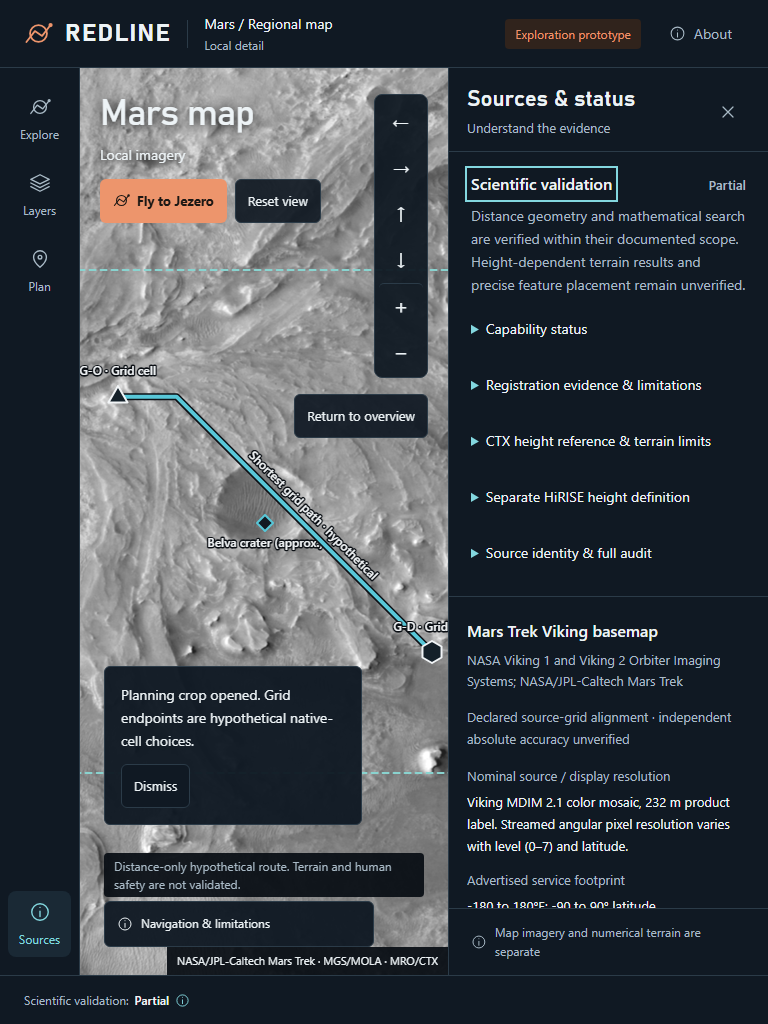 REDLINE
Mars / Regional map
Local detail
Exploration prototype
About
Explore
Layers
Plan
Sources
Mars map
Local imagery
Fly to Jezero
Reset view
←
→
↑
↓
+
−
Return to overview
G-O · Grid cell
Shortest grid path · hypothetical
Belva crater (approx.)
G-D · Grid
Planning crop opened. Grid
endpoints are hypothetical native-
cell choices.
Dismiss
Distance-only hypothetical route. Terrain and human
safety are not validated.
Navigation & limitations
NASA/JPL-Caltech Mars Trek · MGS/MOLA · MRO/CTX
Sources & status
Understand the evidence
Scientific validation
Partial
Distance geometry and mathematical search
are verified within their documented scope.
Height-dependent terrain results and
precise feature placement remain unverified.
Capability status
Registration evidence & limitations
CTX height reference & terrain limits
Separate HiRISE height definition
Source identity & full audit
Mars Trek Viking basemap
NASA Viking 1 and Viking 2 Orbiter Imaging
Systems; NASA/JPL-Caltech Mars Trek
Declared source-grid alignment · independent
absolute accuracy unverified
Nominal source / display resolution
Viking MDIM 2.1 color mosaic, 232 m product
label. Streamed angular pixel resolution varies
with level (0–7) and latitude.
Advertised service footprint
-180 to 180°E; -90 to 90° latitude
Map imagery and numerical terrain are
separate
Scientific validation: Partial